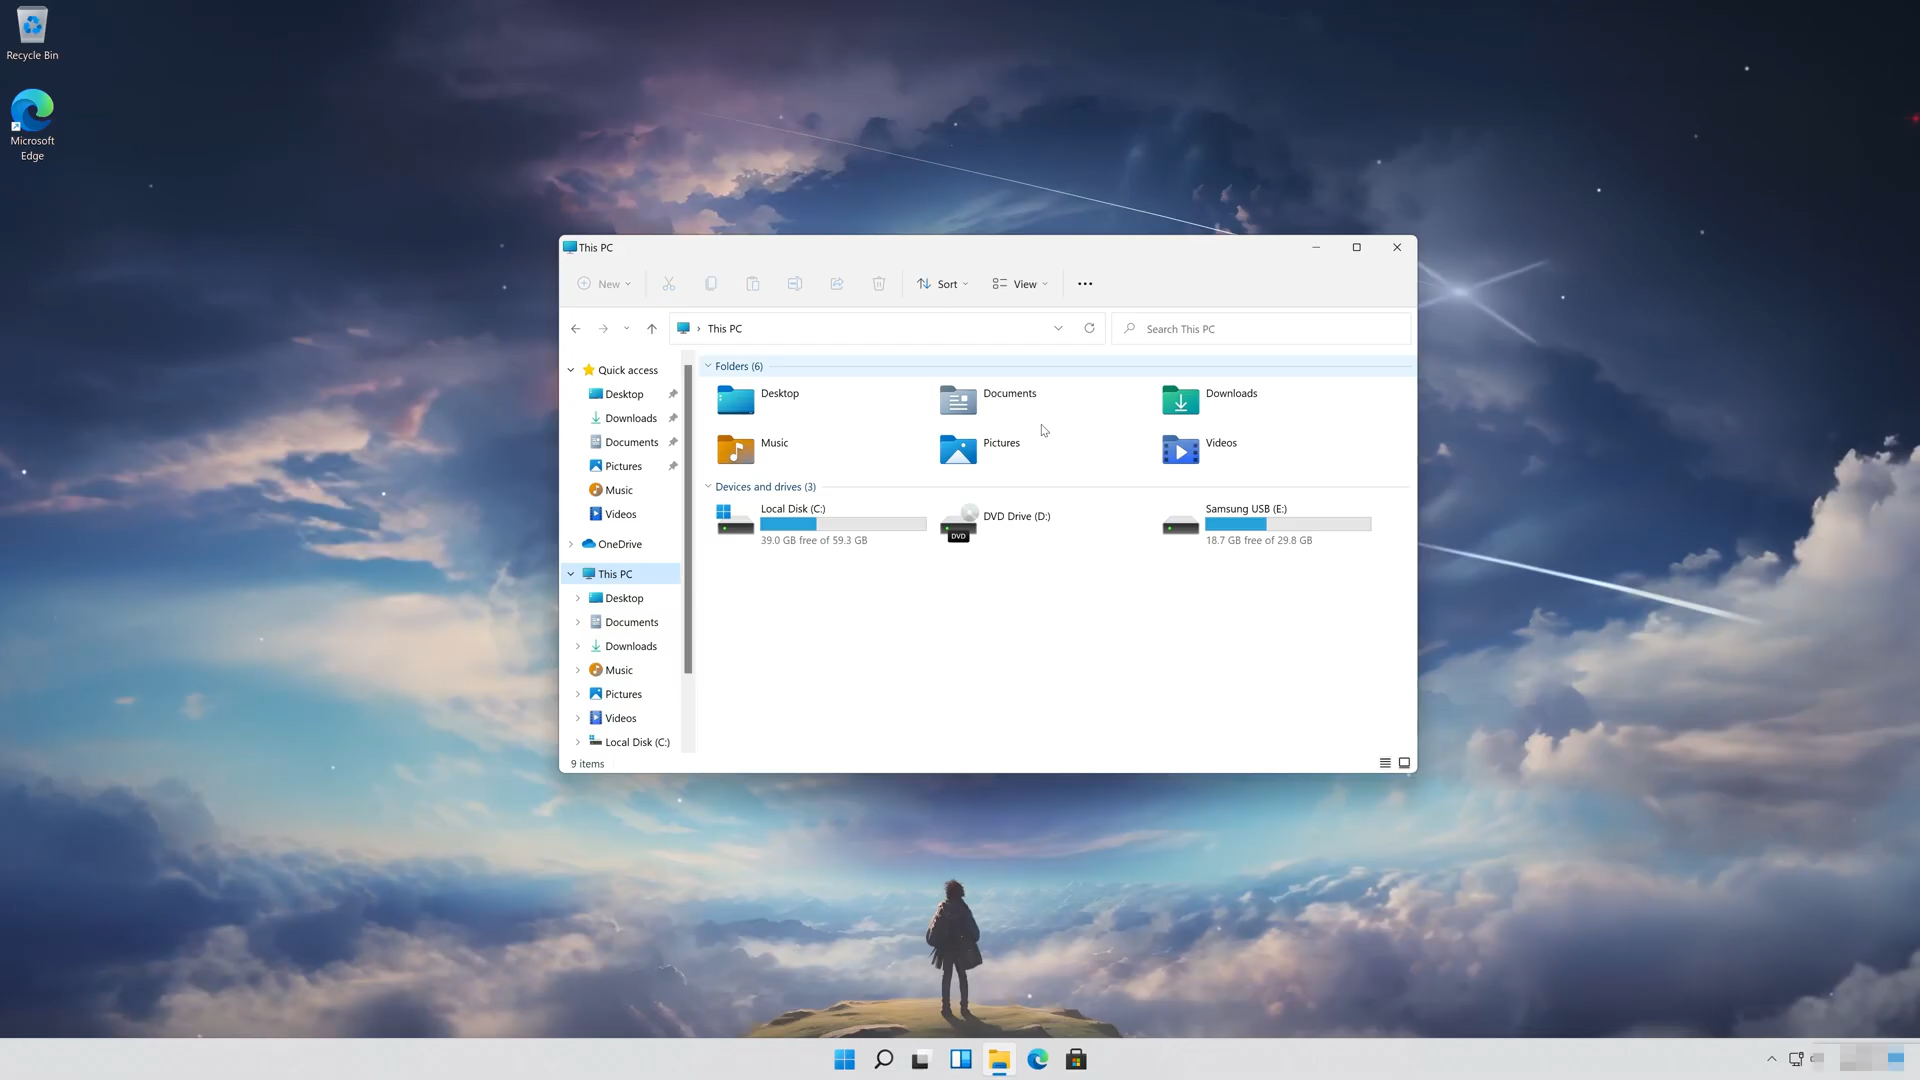 Recycle Bin
Microsoft
Edge
This PC
New
Sort
View
This PC
Search This PC
Quick access
Desktop
Downloads
Documents
Pictures
Music
Videos
OneDrive
This PC
Desktop
Documents
Downloads
Music
Pictures
Videos
Local Disk (C:)
Folders (6)
Desktop
Documents
Downloads
Music
Pictures
Videos
Devices and drives (3)
Local Disk (C:)
39.0 GB free of 59.3 GB
DVD Drive (D:)
DVD
Samsung USB (E:)
18.7 GB free of 29.8 GB
9 items